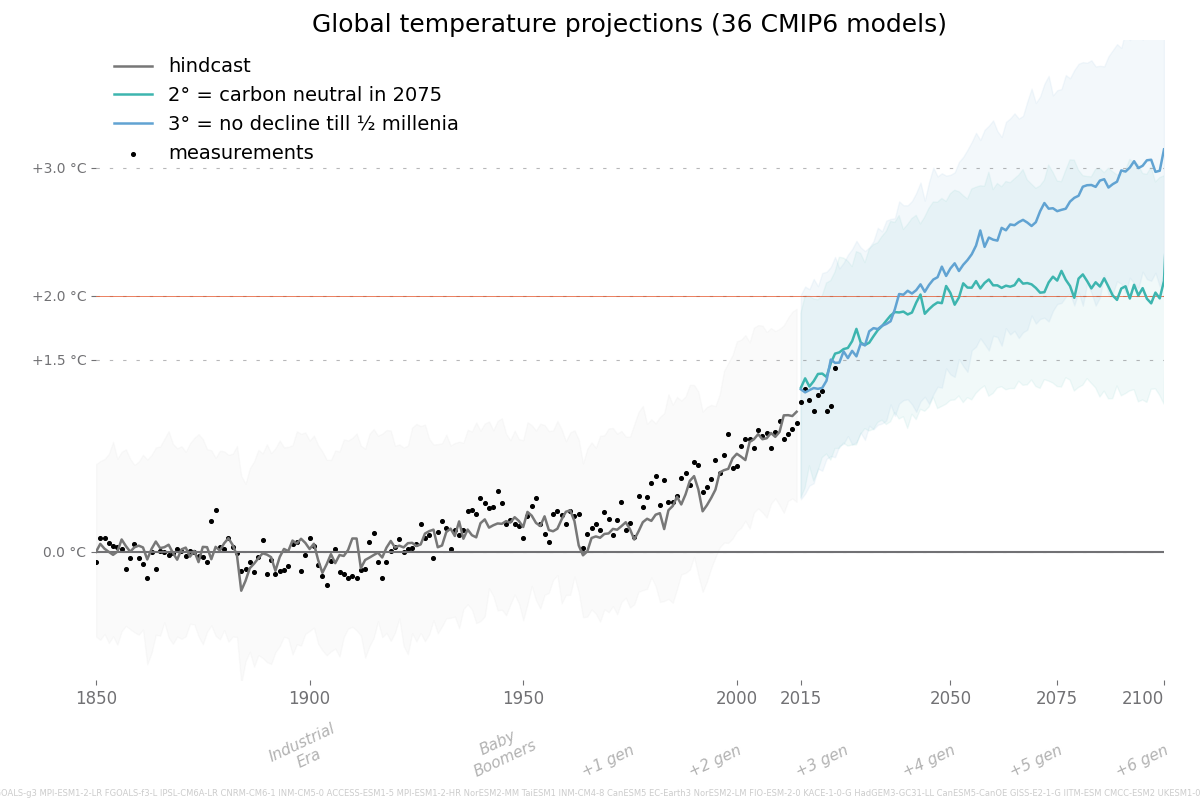 Global temperature projections (36 CMIP6 models)
hindcast
2° = carbon neutral in 2075
3° = no decline till ½ millenia
measurements
+3.0 °C
+2.0 °C
+1.5 °C
0.0 °C
1850 1900 1950 2000 2015 2050 2075 2100
Industrial
Era
Baby
Boomers
+1 gen
+2 gen
+3 gen
+4 gen
+5 gen
+6 gen
OALS-g3 MPI-ESM1-2-LR FGOALS-f3-L IPSL-CM6A-LR CNRM-CM6-1 INM-CM5-0 ACCESS-ESM1-5 MPI-ESM1-2-HR NorESM2-MM TaiESM1 INM-CM4-8 CanESM5 EC-Earth3 NorESM2-LM FIO-ESM-2-0 KACE-1-0-G HadGEM3-GC31-LL CanESM5-CanOE GISS-E2-1-G IITM-ESM CMCC-ESM2 UKESM1-0